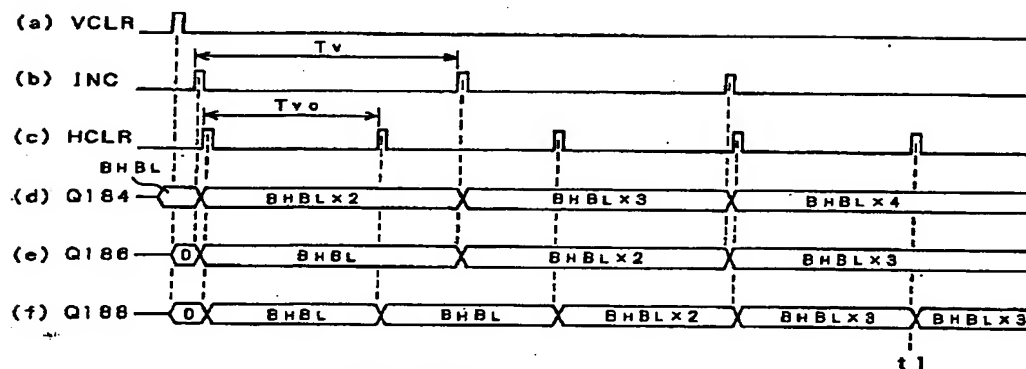 (a) VCLR
Tv
(b) INC
Tvo
(c) HCLR
BHBL
(d) Q184 BHBL×2 BHBL×3 BHBL×4
(e) Q186 0 BHBL BHBL×2 BHBL×3
(f) Q188 0 BHBL BHBL BHBL×2 BHBL×3 BHBL×3
t1